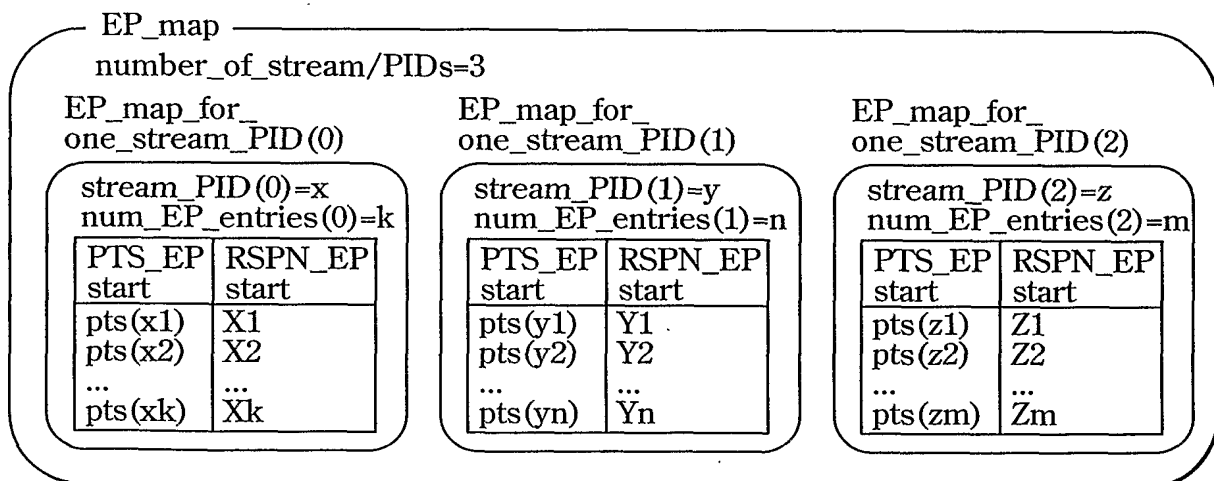 EP_map
number_of_stream/PIDs=3
EP_map_for_
one_stream_PID(0)
stream_PID(0)=x
num_EP_entries(0)=k
PTS_EP start RSPN_EP start
pts(x1) X1
pts(x2) X2
... ...
pts(xk) Xk
EP_map_for_
one_stream_PID(1)
stream_PID(1)=y
num_EP_entries(1)=n
PTS_EP start RSPN_EP start
pts(y1) Y1
pts(y2) Y2
... ...
pts(yn) Yn
EP_map_for_
one_stream_PID(2)
stream_PID(2)=z
num_EP_entries(2)=m
PTS_EP start RSPN_EP start
pts(z1) Z1
pts(z2) Z2
... ...
pts(zm) Zm